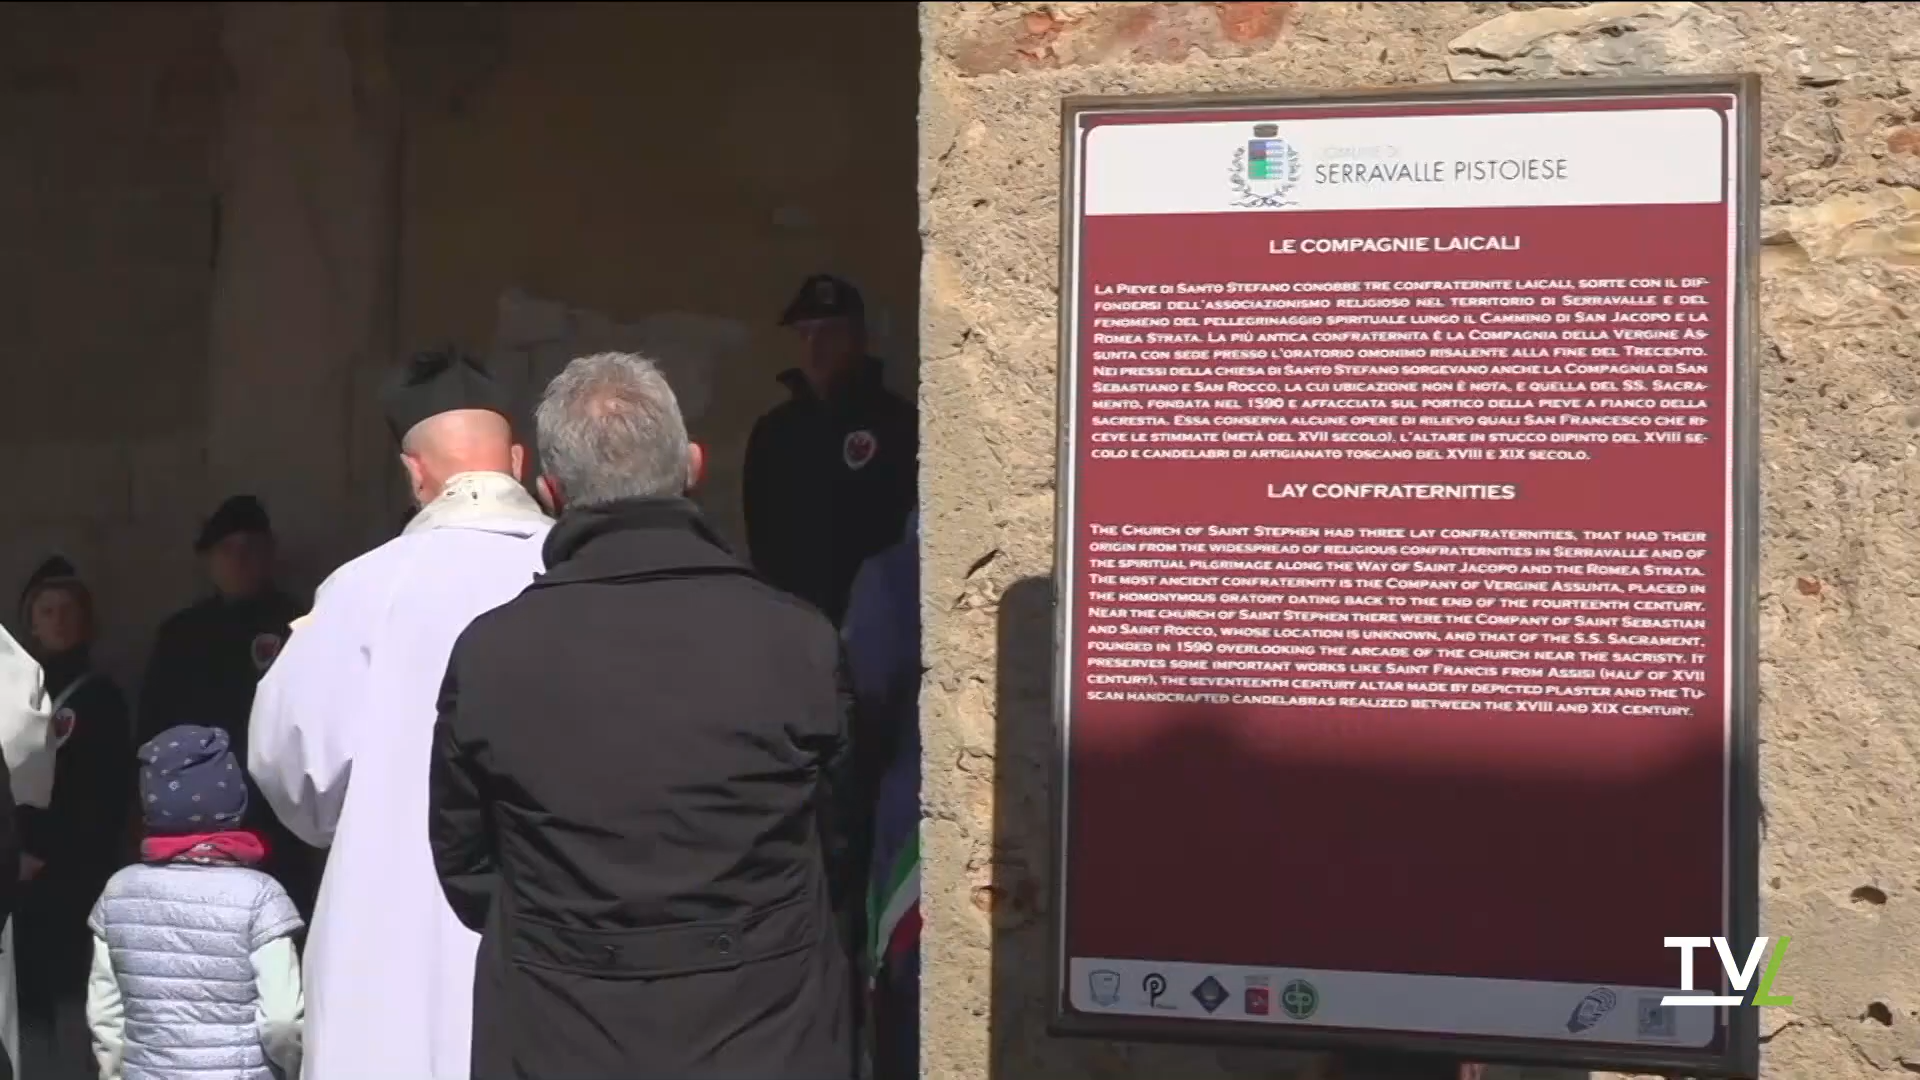 COMUNE DI
SERRAVALLE PISTOIESE
LE COMPAGNIE LAICALI
LA PIEVE DI SANTO STEFANO CONOBBE TRE CONFRATERNITE LAICALI, SORTE CON IL DIF-
FONDERSI DELL'ASSOCIAZIONISMO RELIGIOSO NEL TERRITORIO DI SERRAVALLE E DEL
FENOMENO DEL PELLEGRINAGGIO SPIRITUALE LUNGO IL CAMMINO DI SAN JACOPO E LA
ROMEA STRATA. LA PIÙ ANTICA CONFRATERNITA È LA COMPAGNIA DELLA VERGINE AS-
SUNTA CON SEDE PRESSO L'ORATORIO OMONIMO RISALENTE ALLA FINE DEL TRECENTO.
NEI PRESSI DELLA CHIESA DI SANTO STEFANO SORGEVANO ANCHE LA COMPAGNIA DI SAN
SEBASTIANO E SAN ROCCO, LA CUI UBICAZIONE NON È NOTA, E QUELLA DEL SS. SACRA-
MENTO, FONDATA NEL 1590 E AFFACCIATA SUL PORTICO DELLA PIEVE A FIANCO DELLA
SACRESTIA. ESSA CONSERVA ALCUNE OPERE DI RILIEVO QUALI SAN FRANCESCO CHE RI-
CEVE LE STIMMATE (METÀ DEL XVII SECOLO), L'ALTARE IN STUCCO DIPINTO DEL XVIII SE-
COLO E CANDELABRI DI ARTIGIANATO TOSCANO DEL XVIII E XIX SECOLO.
LAY CONFRATERNITIES
THE CHURCH OF SAINT STEPHEN HAD THREE LAY CONFRATERNITIES, THAT HAD THEIR
ORIGIN FROM THE WIDESPREAD OF RELIGIOUS CONFRATERNITIES IN SERRAVALLE AND OF
THE SPIRITUAL PILGRIMAGE ALONG THE WAY OF SAINT JACOPO AND THE ROMEA STRATA.
THE MOST ANCIENT CONFRATERNITY IS THE COMPANY OF VERGINE ASSUNTA, PLACED IN
THE HOMONYMOUS ORATORY DATING BACK TO THE END OF THE FOURTEENTH CENTURY.
NEAR THE CHURCH OF SAINT STEPHEN THERE WERE THE COMPANY OF SAINT SEBASTIAN
AND SAINT ROCCO, WHOSE LOCATION IS UNKNOWN, AND THAT OF THE S.S. SACRAMENT,
FOUNDED IN 1590 OVERLOOKING THE ARCADE OF THE CHURCH NEAR THE SACRISTY. IT
PRESERVES SOME IMPORTANT WORKS LIKE SAINT FRANCIS FROM ASSISI (HALF OF XVII
CENTURY), THE SEVENTEENTH CENTURY ALTAR MADE BY DEPICTED PLASTER AND THE TU-
SCAN HANDCRAFTED CANDELABRAS REALIZED BETWEEN THE XVIII AND XIX CENTURY.
TVL